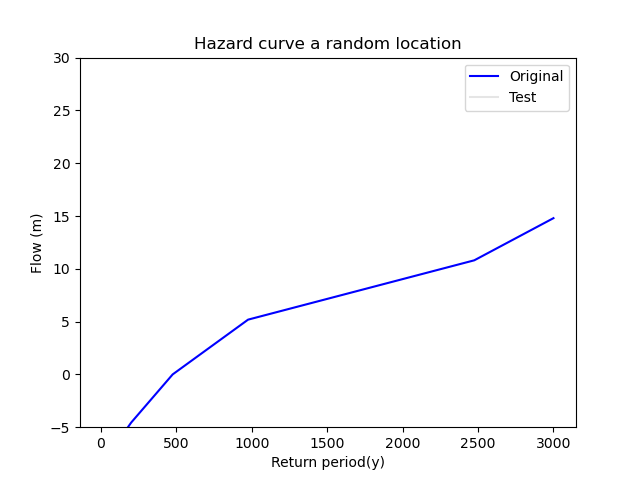 Hazard curve a random location
Original
Test
30
25
20
15
10
5
0
−5
Flow (m)
0 500 1000 1500 2000 2500 3000
Return period(y)